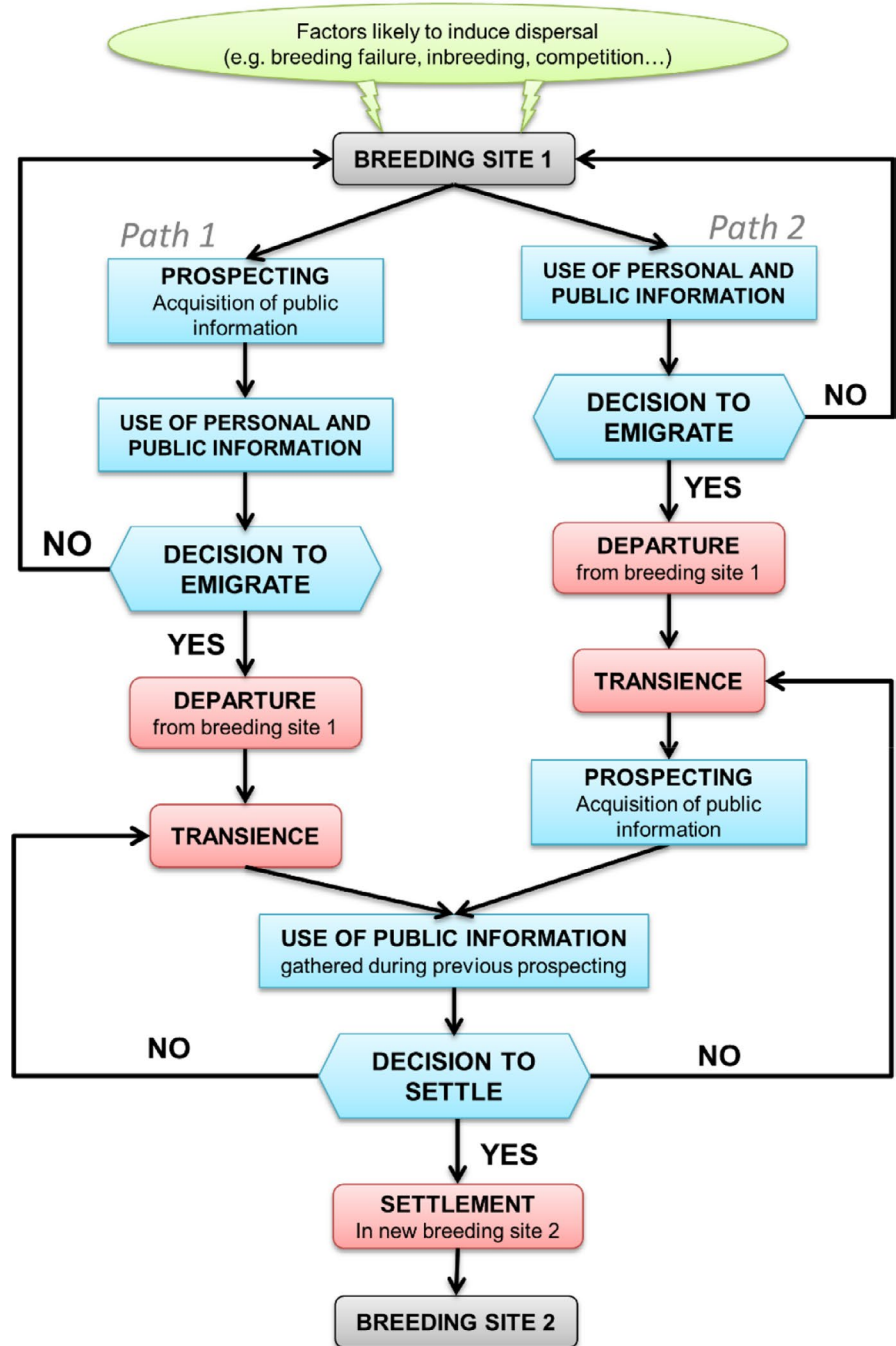 Factors likely to induce dispersal
(e.g. breeding failure, inbreeding, competition…)
BREEDING SITE 1
Path 1
PROSPECTING
Acquisition of public
information
USE OF PERSONAL AND
PUBLIC INFORMATION
NO
DECISION TO
EMIGRATE
YES
DEPARTURE
from breeding site 1
TRANSIENCE
Path 2
USE OF PERSONAL AND
PUBLIC INFORMATION
DECISION TO
EMIGRATE
NO
YES
DEPARTURE
from breeding site 1
TRANSIENCE
PROSPECTING
Acquisition of public
information
USE OF PUBLIC INFORMATION
gathered during previous prospecting
NO
DECISION TO
SETTLE
NO
YES
SETTLEMENT
In new breeding site 2
BREEDING SITE 2